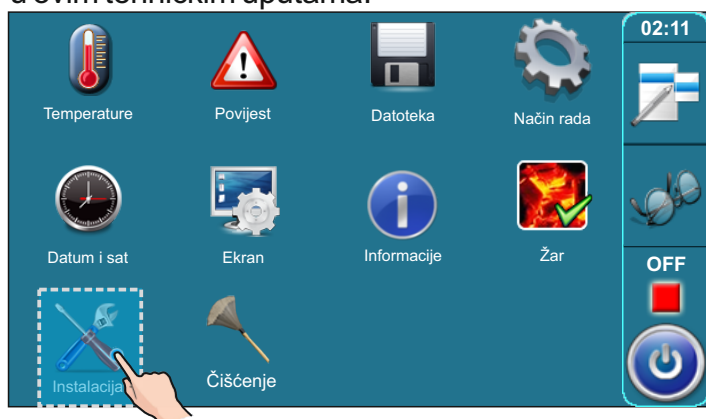 u ovim tehničkim uputama.
02:11
Temperature
Povijest
Datoteka
Način rada
Datum i sat
Ekran
Informacije
Žar
OFF
Instalacija
Čišćenje